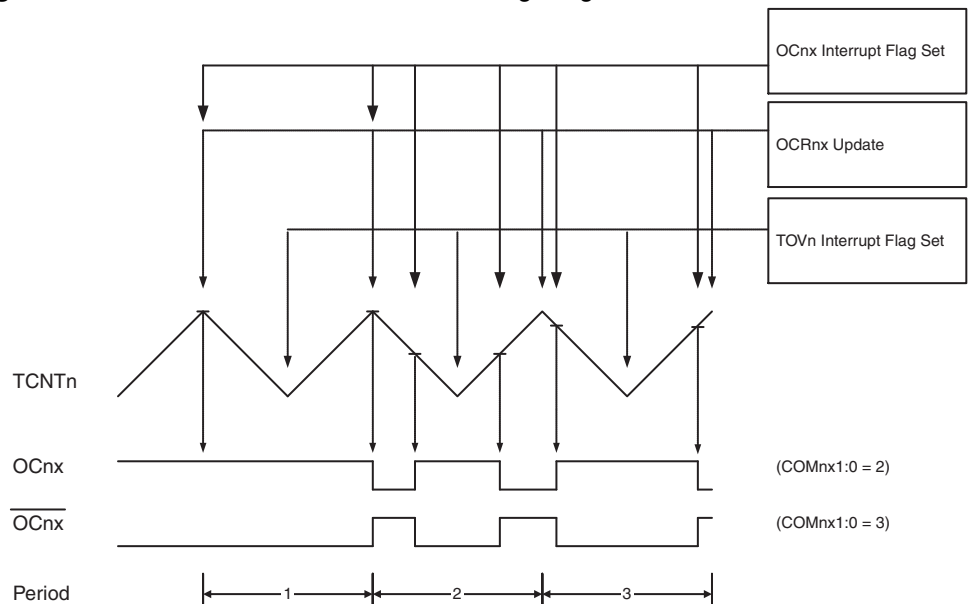 OCnx Interrupt Flag Set
OCRnx Update
TOVn Interrupt Flag Set
TCNTn
OCnx
(COMnx1:0 = 2)
OCnx
(COMnx1:0 = 3)
Period
1
2
3